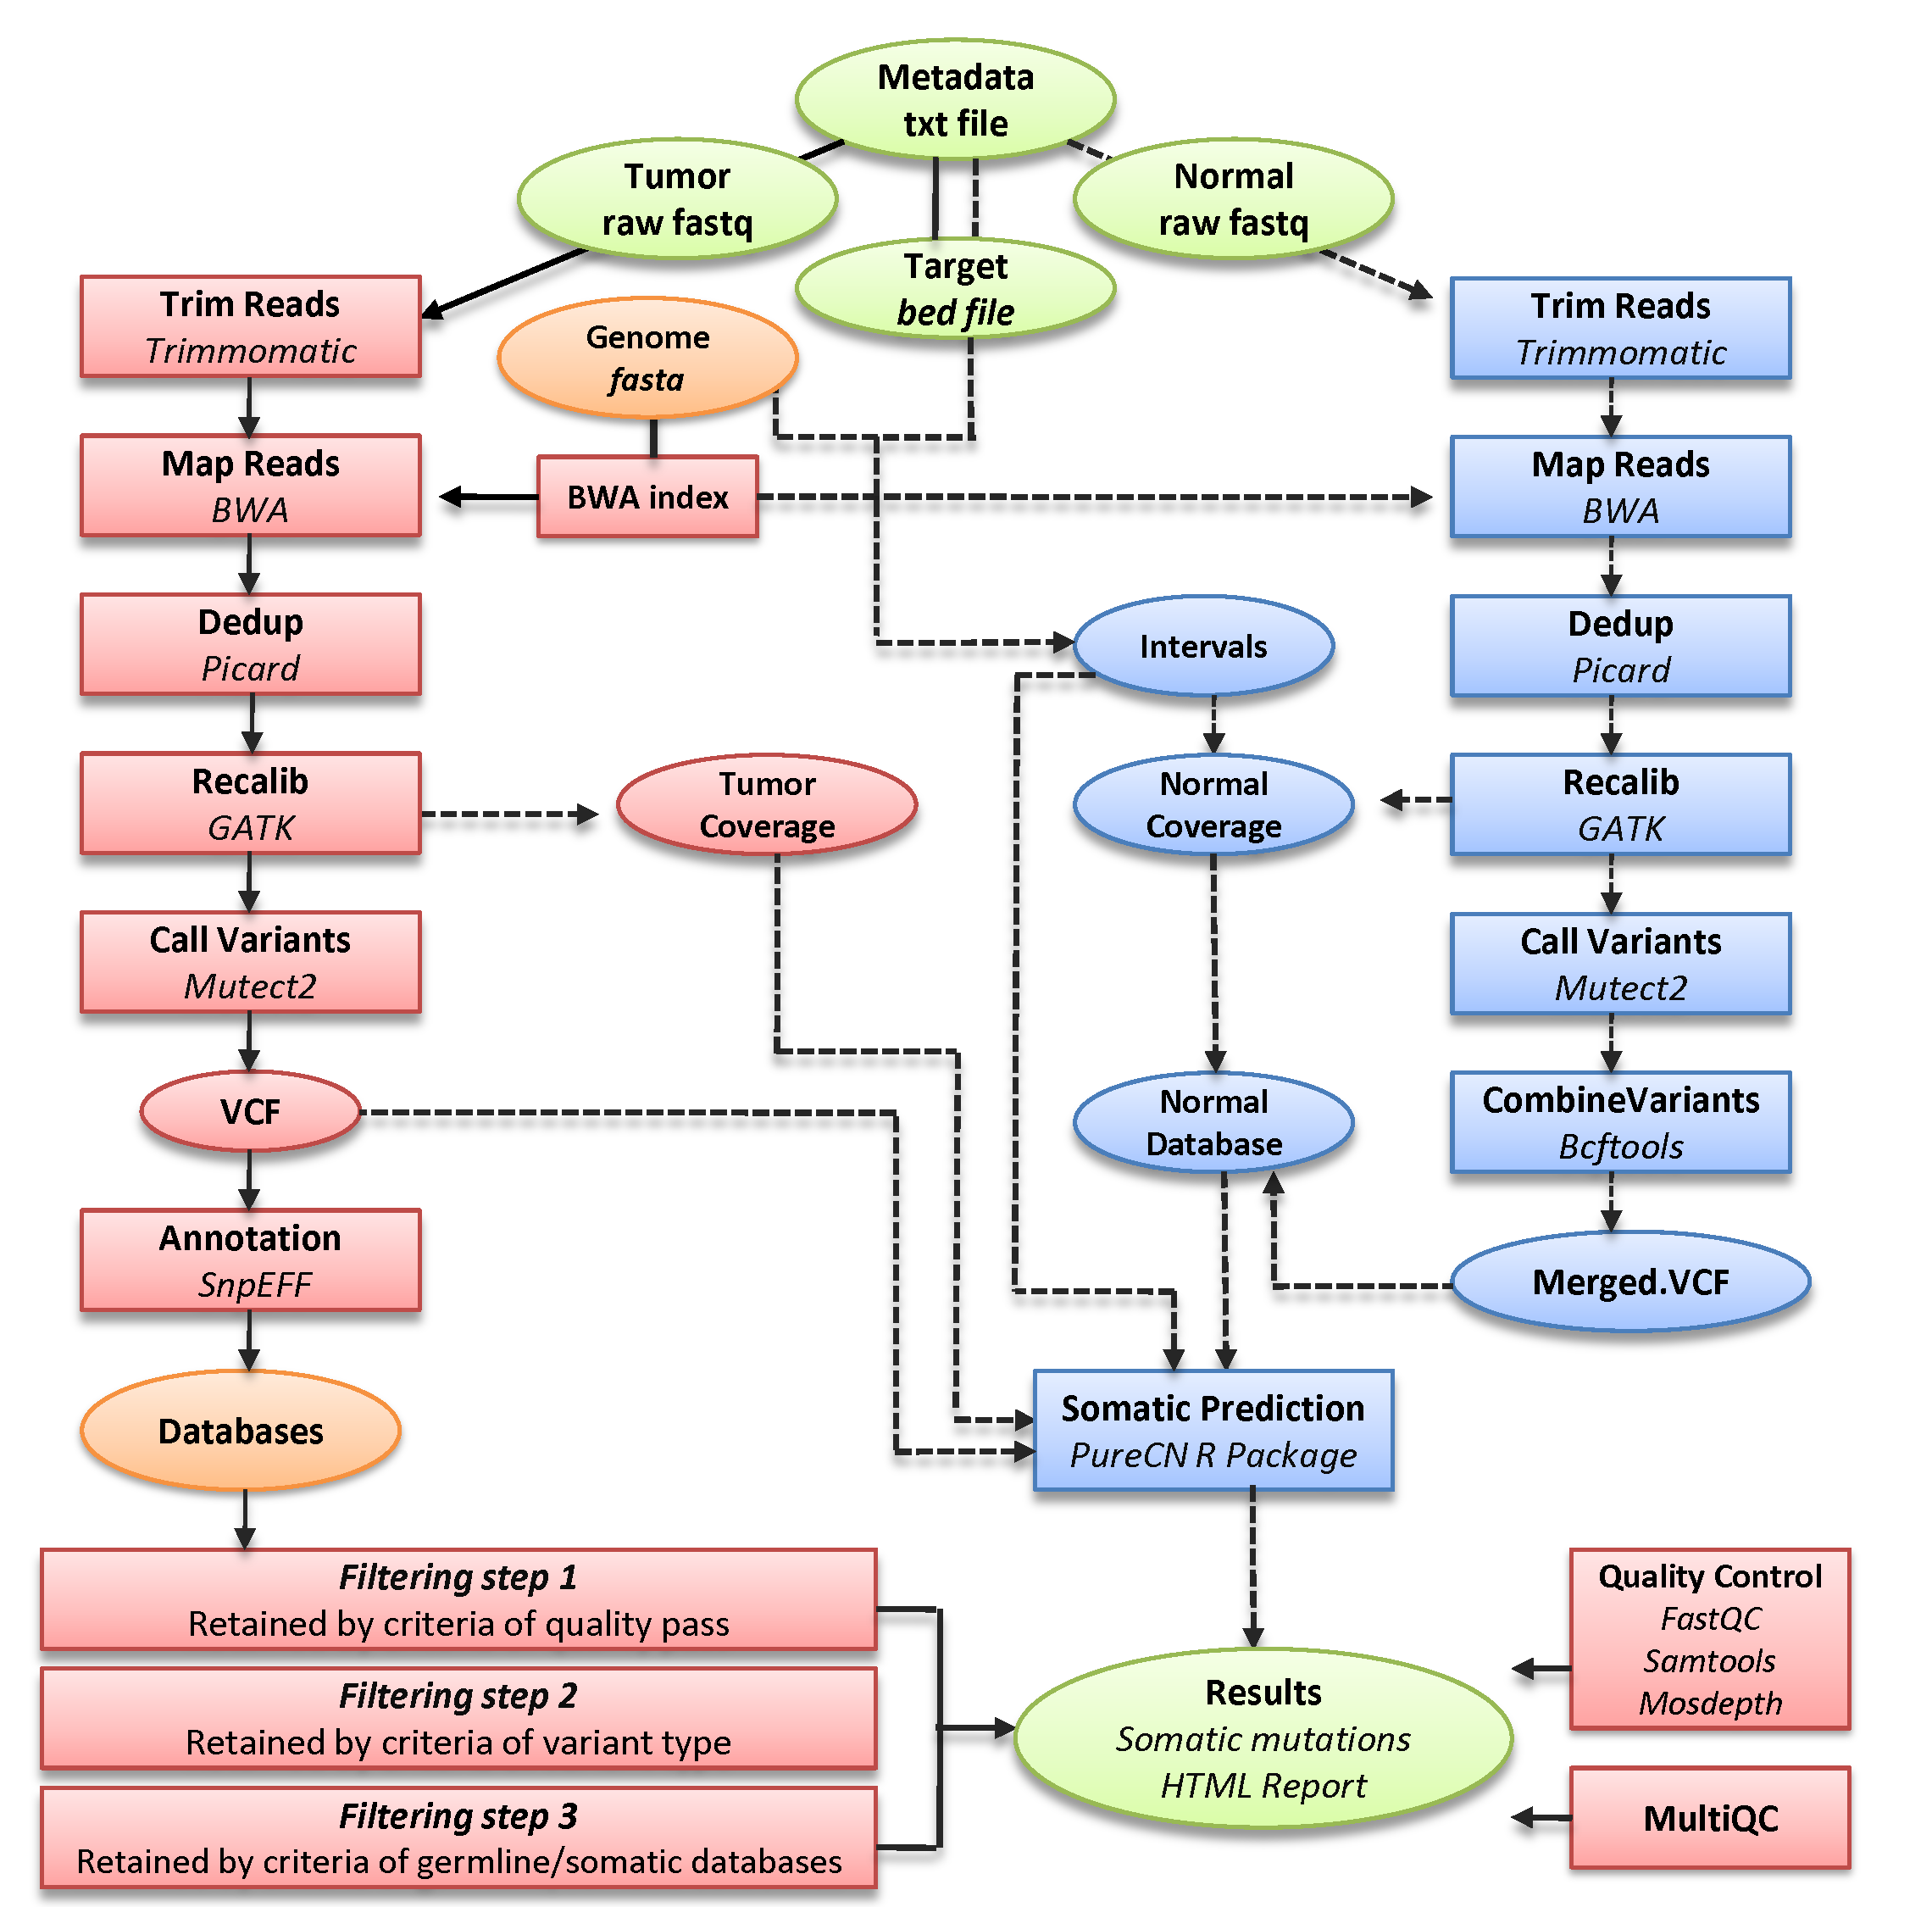 Metadata
txt file
Tumor
raw fastq
Normal
raw fastq
Target
bed file
Genome
fasta
Trim Reads
Trimmomatic
Trim Reads
Trimmomatic
Map Reads
BWA
BWA index
Map Reads
BWA
Dedup
Picard
Intervals
Dedup
Picard
Recalib
GATK
Tumor
Coverage
Normal
Coverage
Recalib
GATK
Call Variants
Mutect2
Call Variants
Mutect2
VCF
Normal
Database
CombineVariants
Bcftools
Annotation
SnpEFF
Merged.VCF
Databases
Somatic Prediction
PureCN R Package
Filtering step 1
Retained by criteria of quality pass
Filtering step 2
Retained by criteria of variant type
Filtering step 3
Retained by criteria of germline/somatic databases
Results
Somatic mutations
HTML Report
Quality Control
FastQC
Samtools
Mosdepth
MultiQC